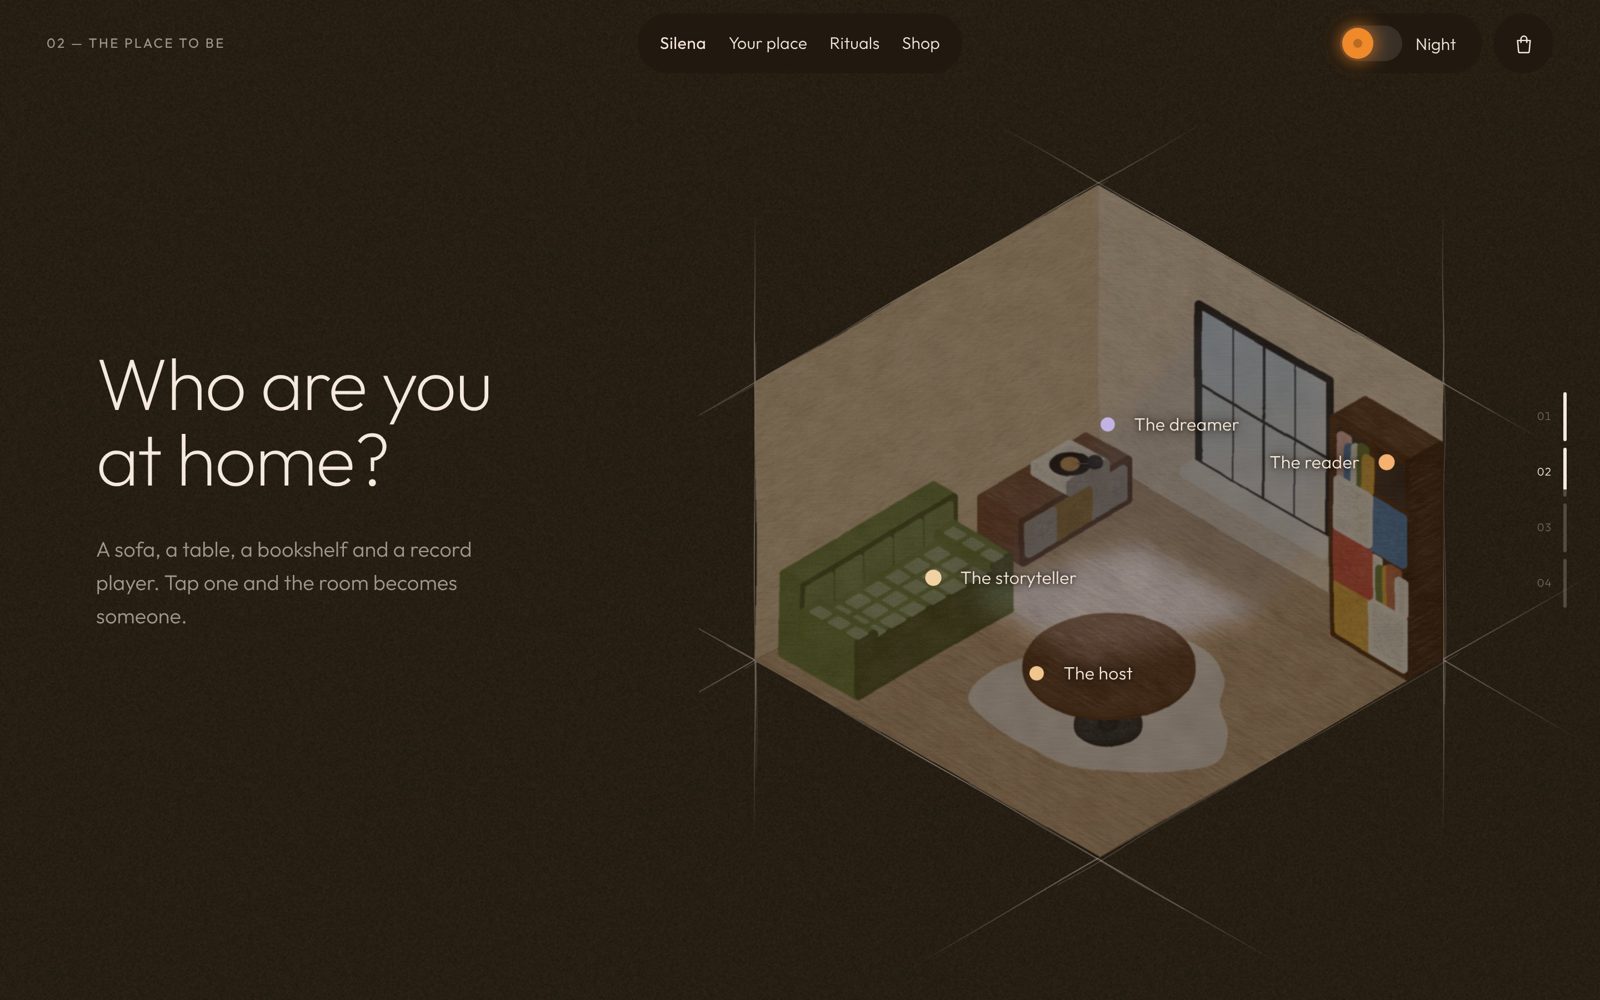 02 — THE PLACE TO BE
Silena
Your place
Rituals
Shop
Night
Who are you
at home?
A sofa, a table, a bookshelf and a record
player. Tap one and the room becomes
someone.
The dreamer
The reader
The storyteller
The host
01
02
03
04